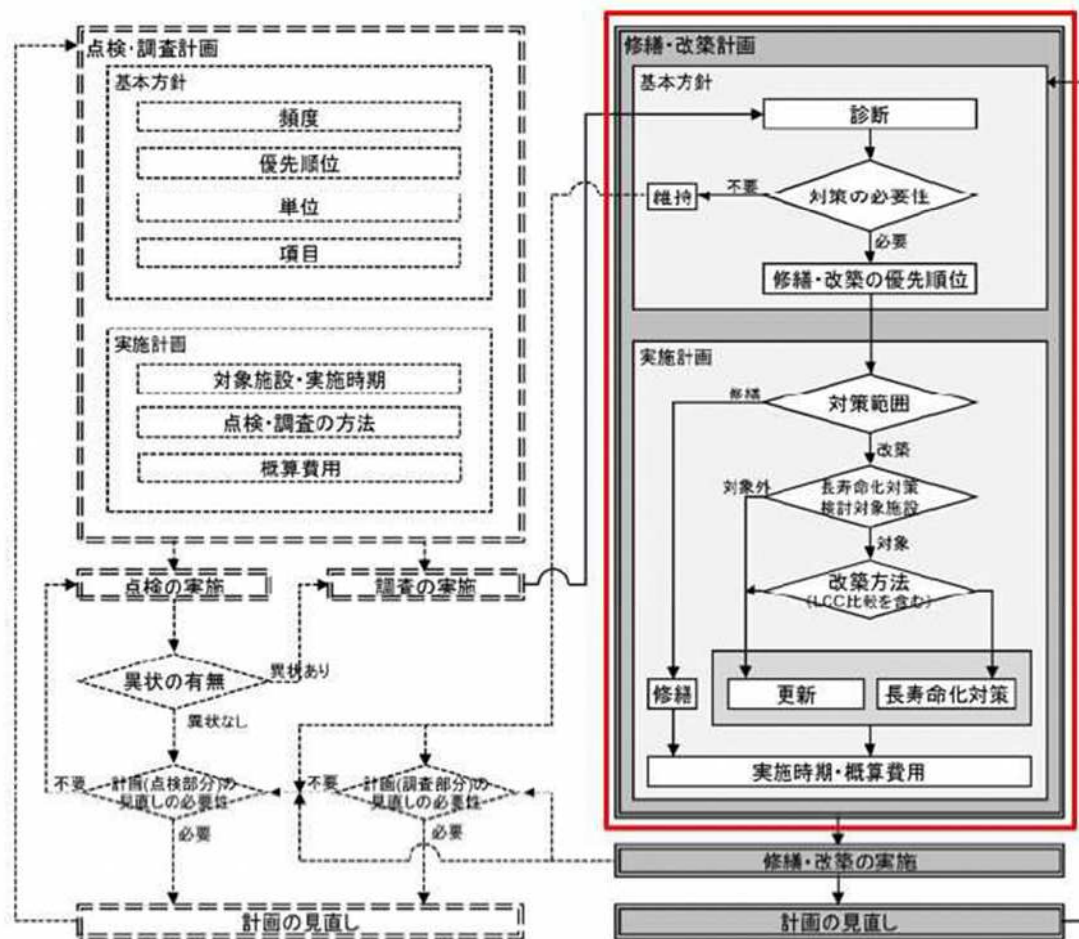 点検・調査計画
基本方針
頻度
優先順位
単位
項目
実施計画
対象施設・実施時期
点検・調査の方法
概算費用
点検の実施
調査の実施
異状の有無
異状あり
異状なし
計画(点検部分)の
見直しの必要性
不要
必要
計画(調査部分)の
見直しの必要性
不要
必要
計画の見直し
修繕・改築計画
基本方針
診断
対策の必要性
不要
維持
必要
修繕・改築の優先順位
実施計画
対策範囲
修繕
改築
長寿命化対策
検討対象施設
対象外
対象
改築方法
(LCC比較を含む)
修繕
更新
長寿命化対策
実施時期・概算費用
修繕・改築の実施
計画の見直し